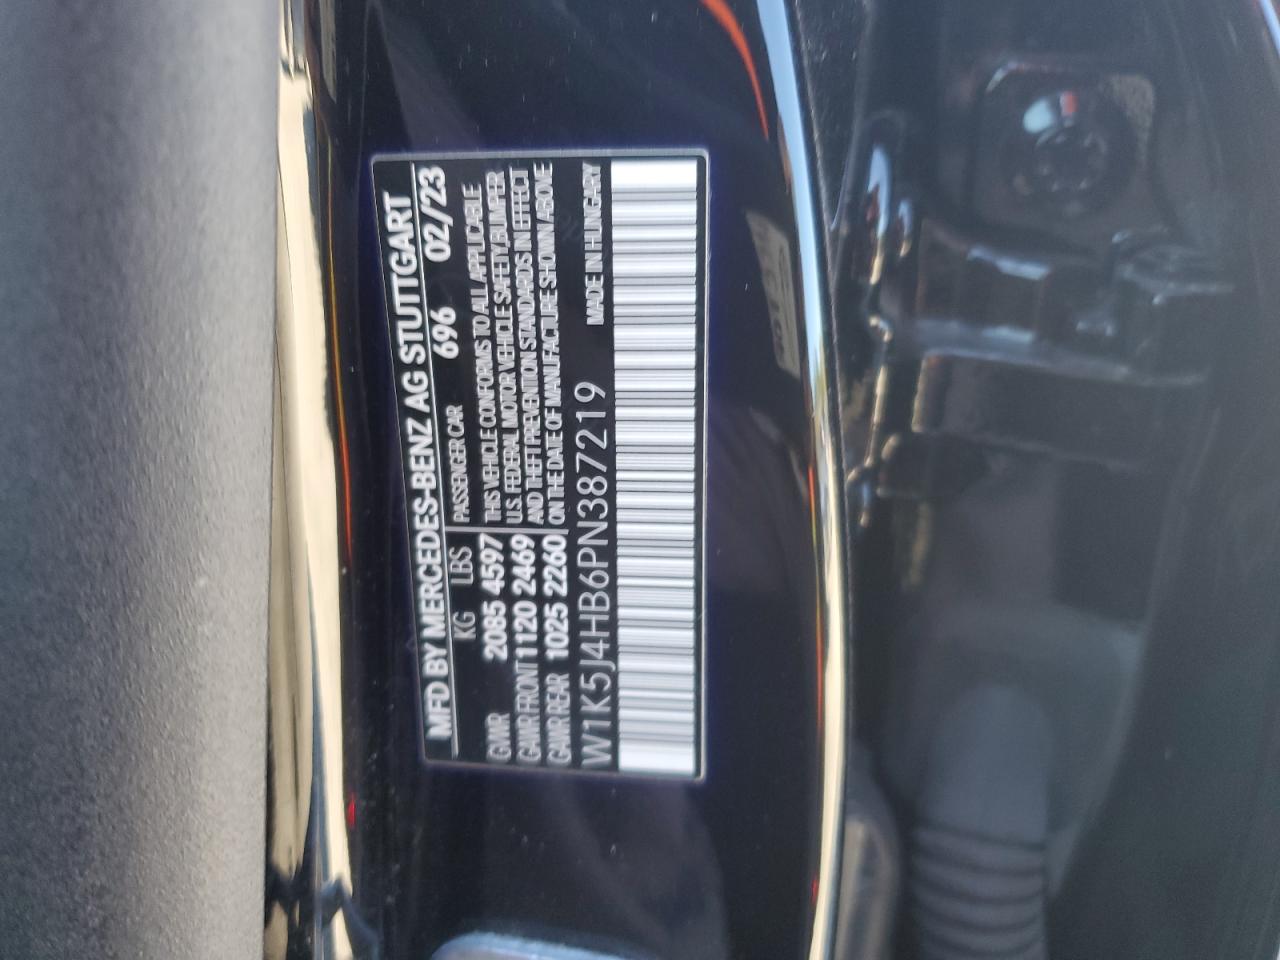 MFD BY MERCEDES-BENZ AG STUTTGART
696 02/23
KG LBS PASSENGER CAR
GVWR 2085 4597 THIS VEHICLE CONFORMS TO ALL APPLICABLE
GAWR FRONT 1120 2469 U.S. FEDERAL MOTOR VEHICLE SAFETY, BUMPER
GAWR REAR 1025 2260 AND THEFT PREVENTION STANDARDS IN EFFECT
ON THE DATE OF MANUFACTURE SHOWN ABOVE
W1K5J4HB6PN387219 MADE IN HUNGARY